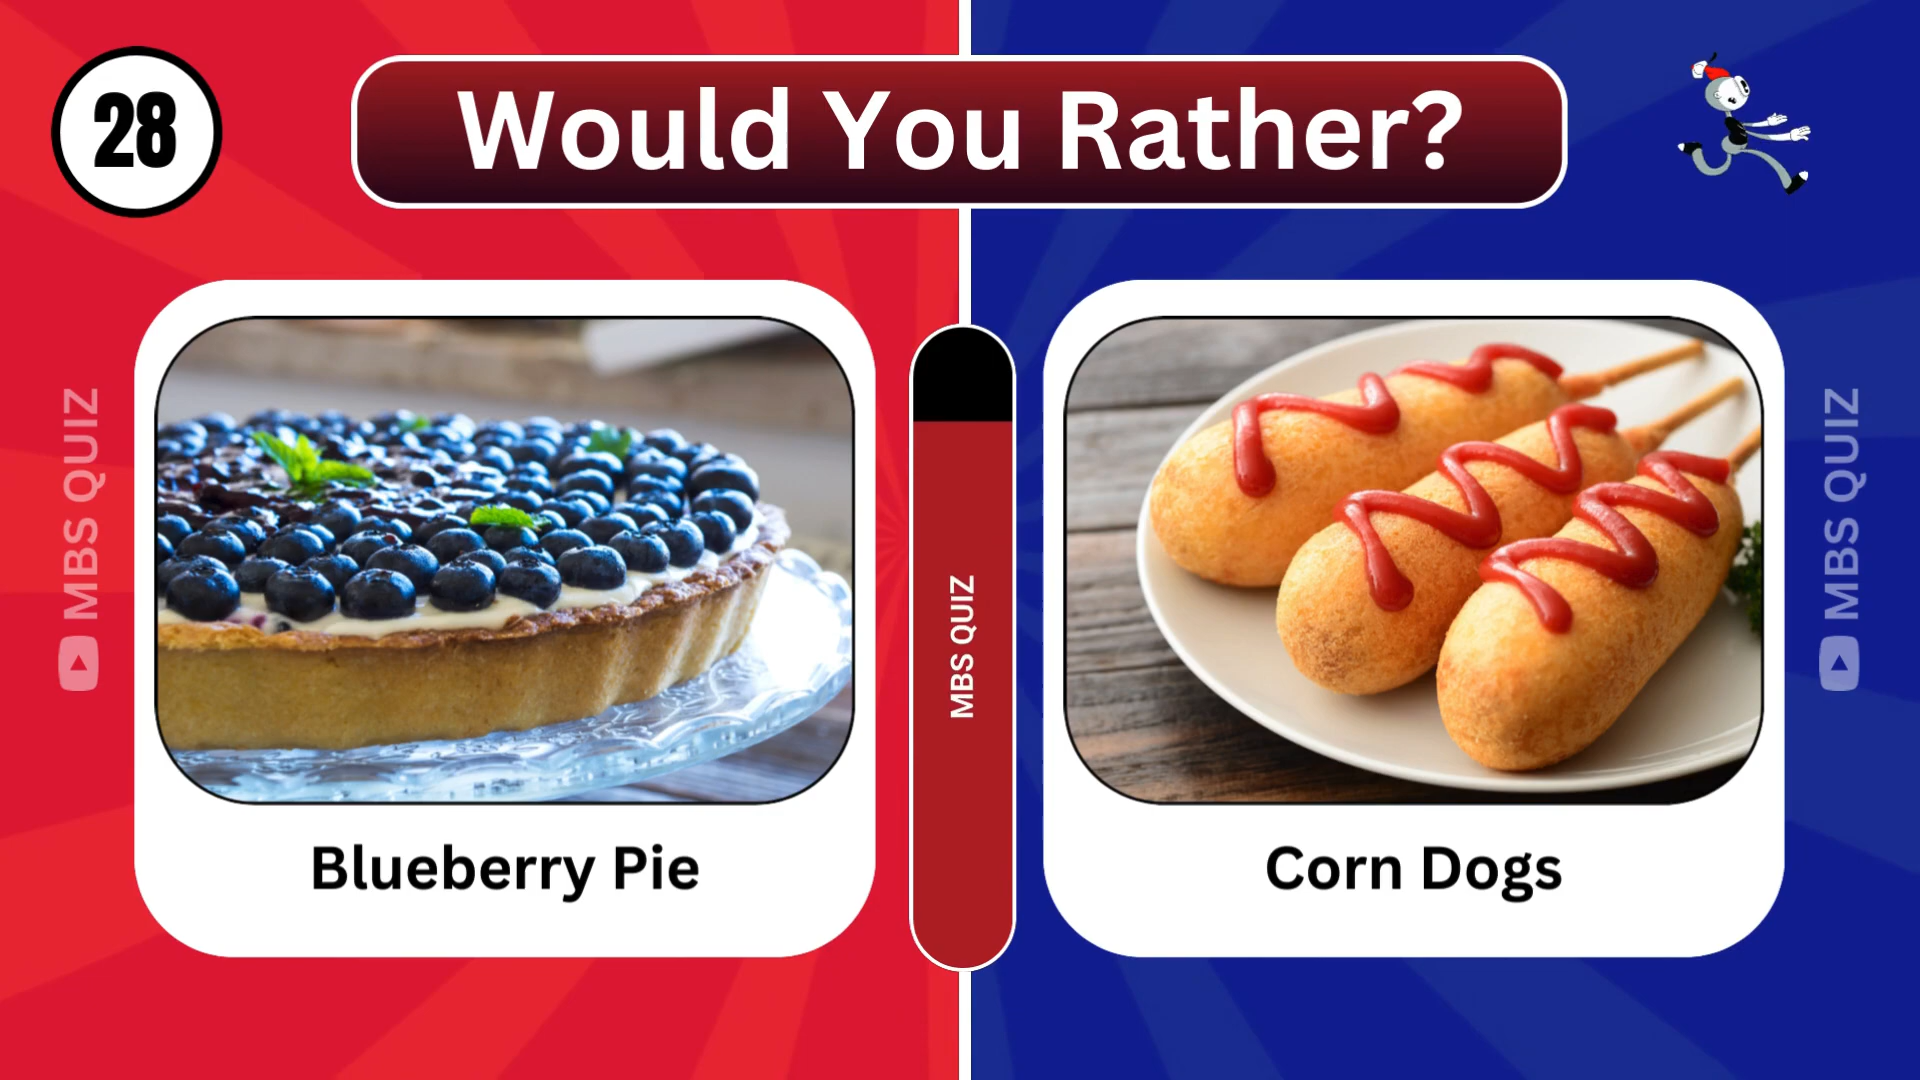 28
Would You Rather?
MBS QUIZ
MBS QUIZ
MBS QUIZ
Blueberry Pie
Corn Dogs